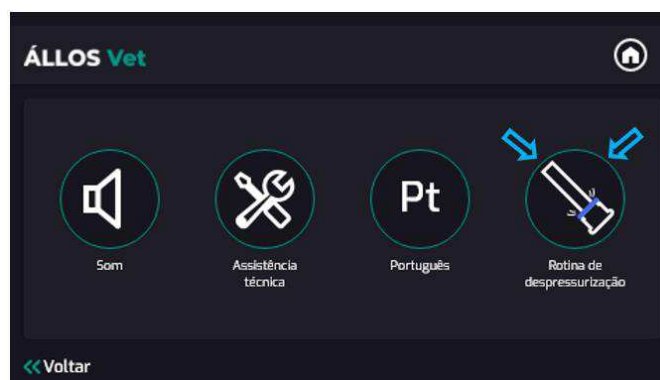 ÁLLOS Vet
Pt
Som
Assistência
técnica
Português
Rotina de
despressurização
<< Voltar